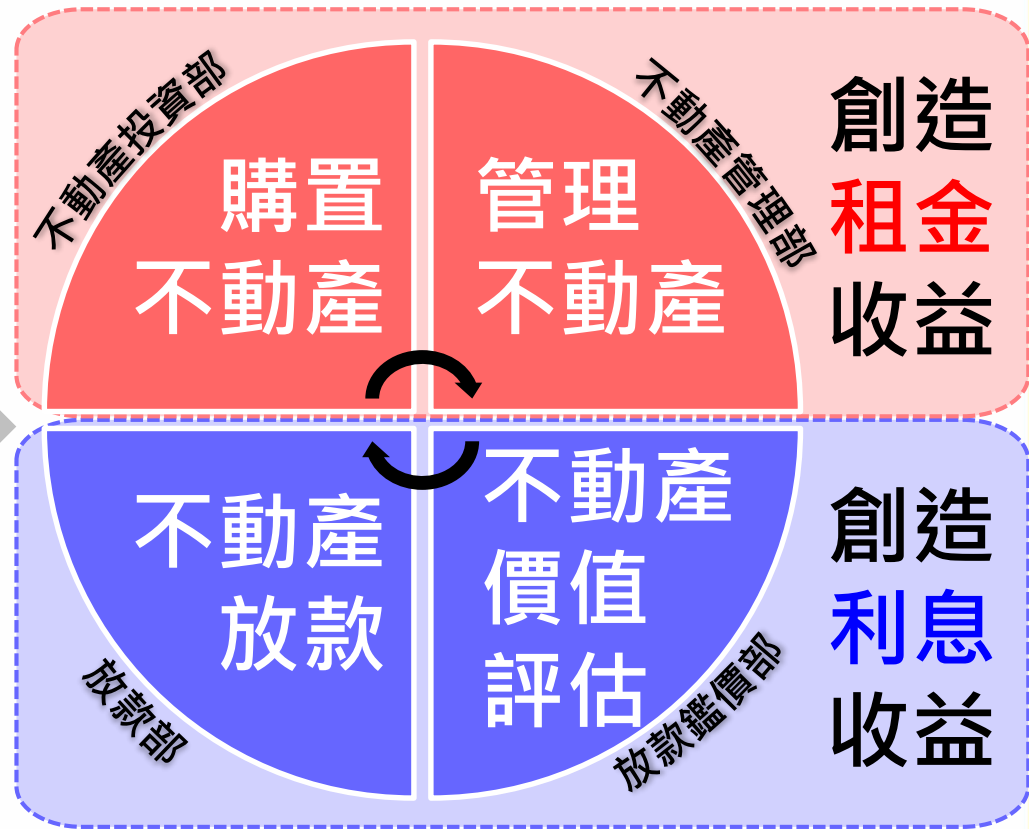 不動產投資部
購置
不動產
不動產管理部
管理
不動產
創造
租金
收益
放款部
不動產
放款
放款鑑價部
不動產
價值
評估
創造
利息
收益